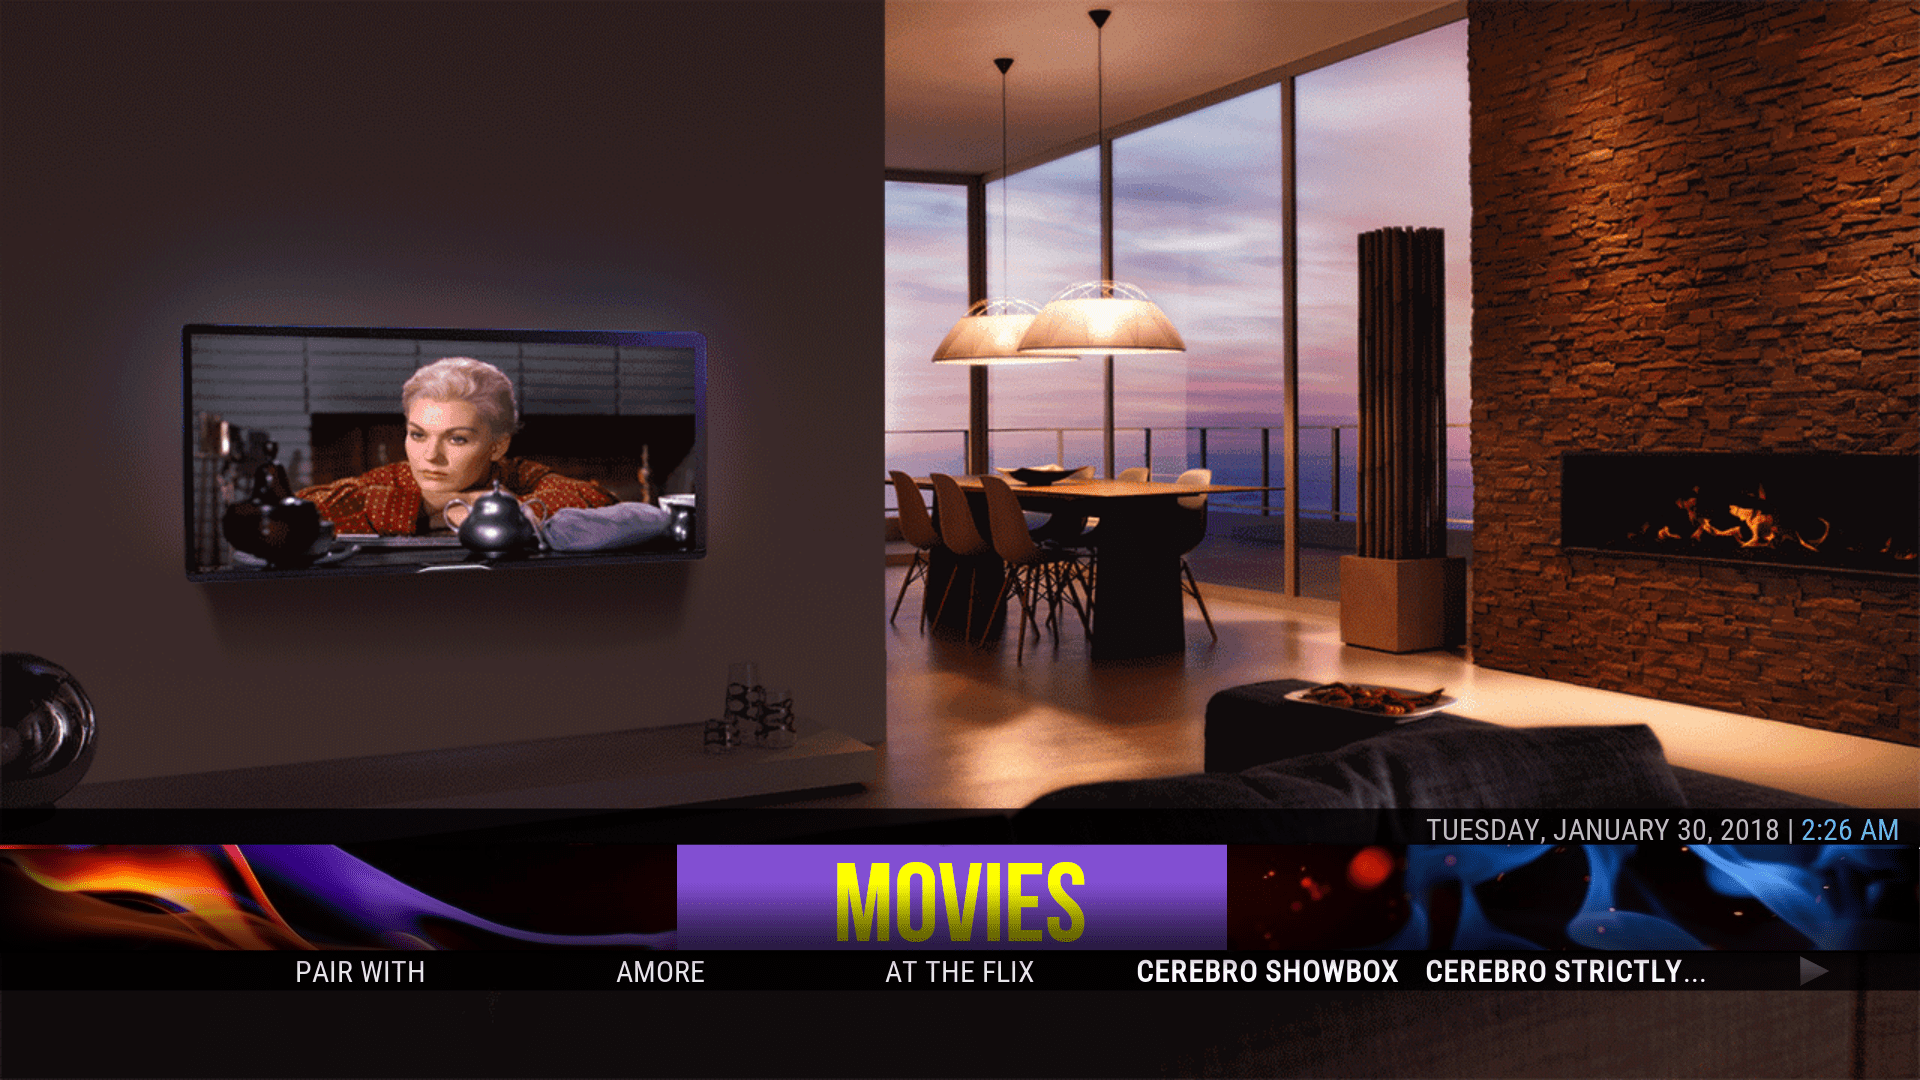 TUESDAY, JANUARY 30, 2018 | 2:26 AM
MOVIES
PAIR WITH AMORE AT THE FLIX CEREBRO SHOWBOX CEREBRO STRICTLY...